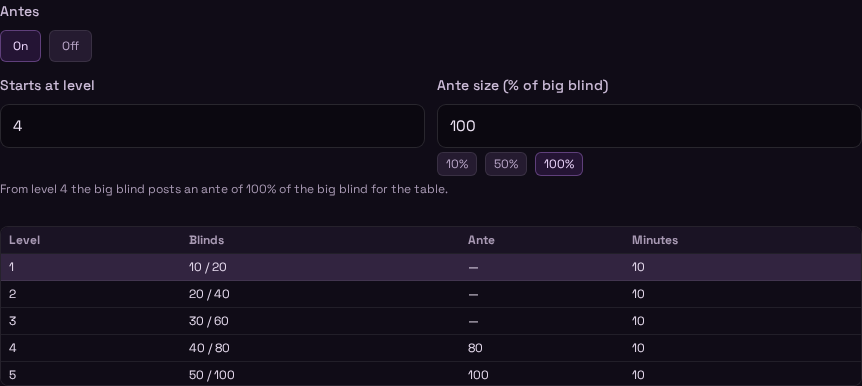 Antes
On Off
Starts at level Ante size (% of big blind)
4 100
10% 50% 100%
From level 4 the big blind posts an ante of 100% of the big blind for the table.
Level Blinds Ante Minutes
1 10 / 20 — 10
2 20 / 40 — 10
3 30 / 60 — 10
4 40 / 80 80 10
5 50 / 100 100 10